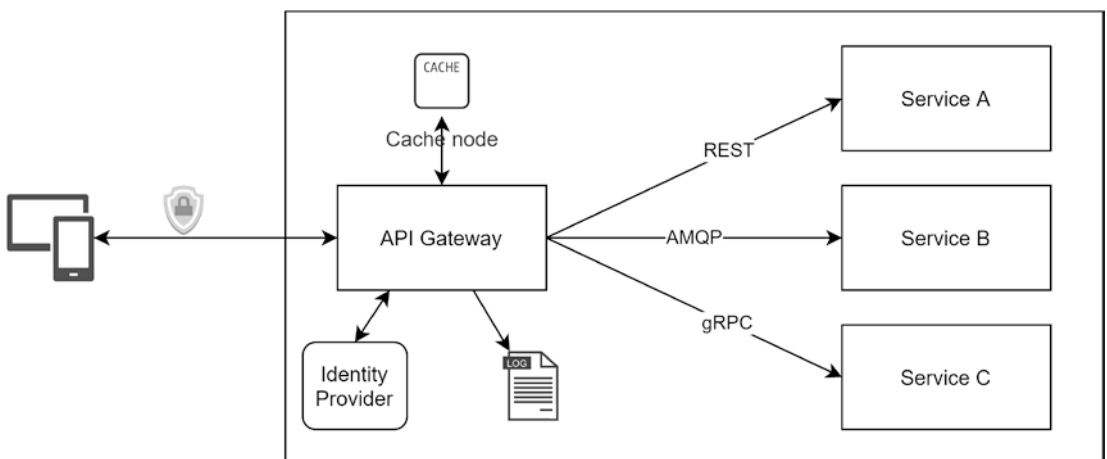 CACHE
Cache node
Service A
REST
API Gateway
AMQP
Service B
gRPC
Identity
Provider
LOG
Service C